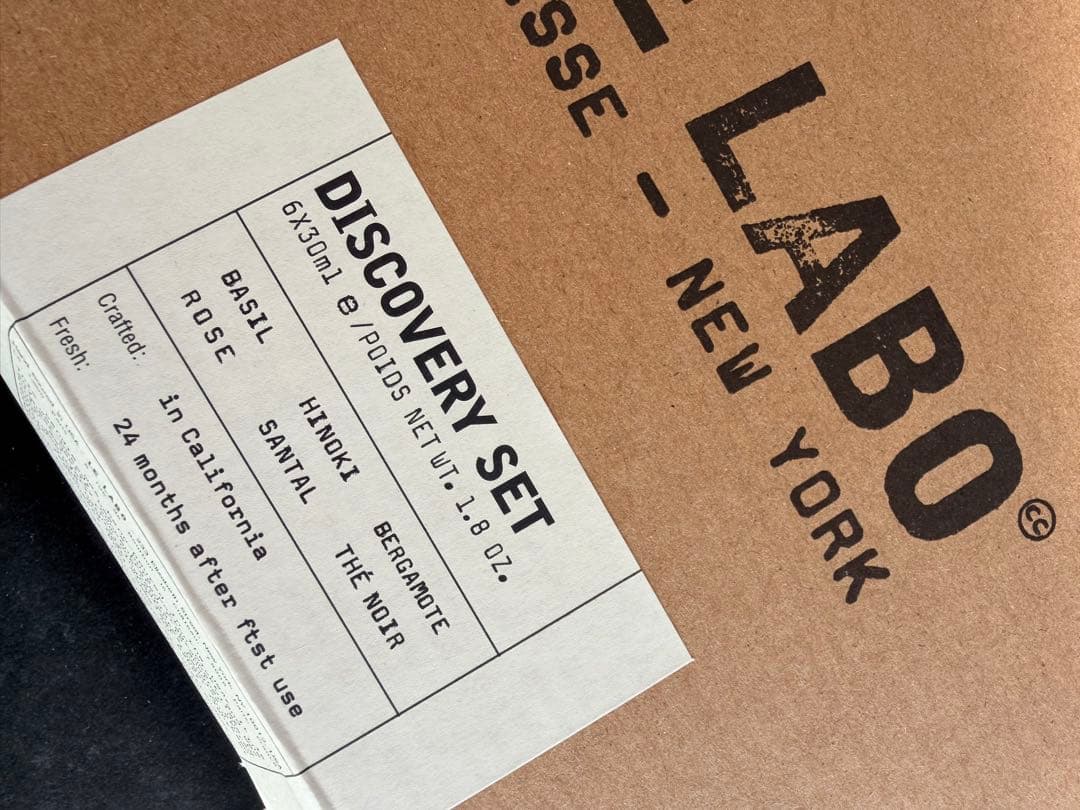 LABO
SSE - NEW YORK
DISCOVERY SET
6X30ml ℮ /POIDS NET WT. 1.8 OZ.
BASIL HINOKI BERGAMOTE
ROSE SANTAL THÉ NOIR
Crafted: in California
Fresh: 24 months after ftst use